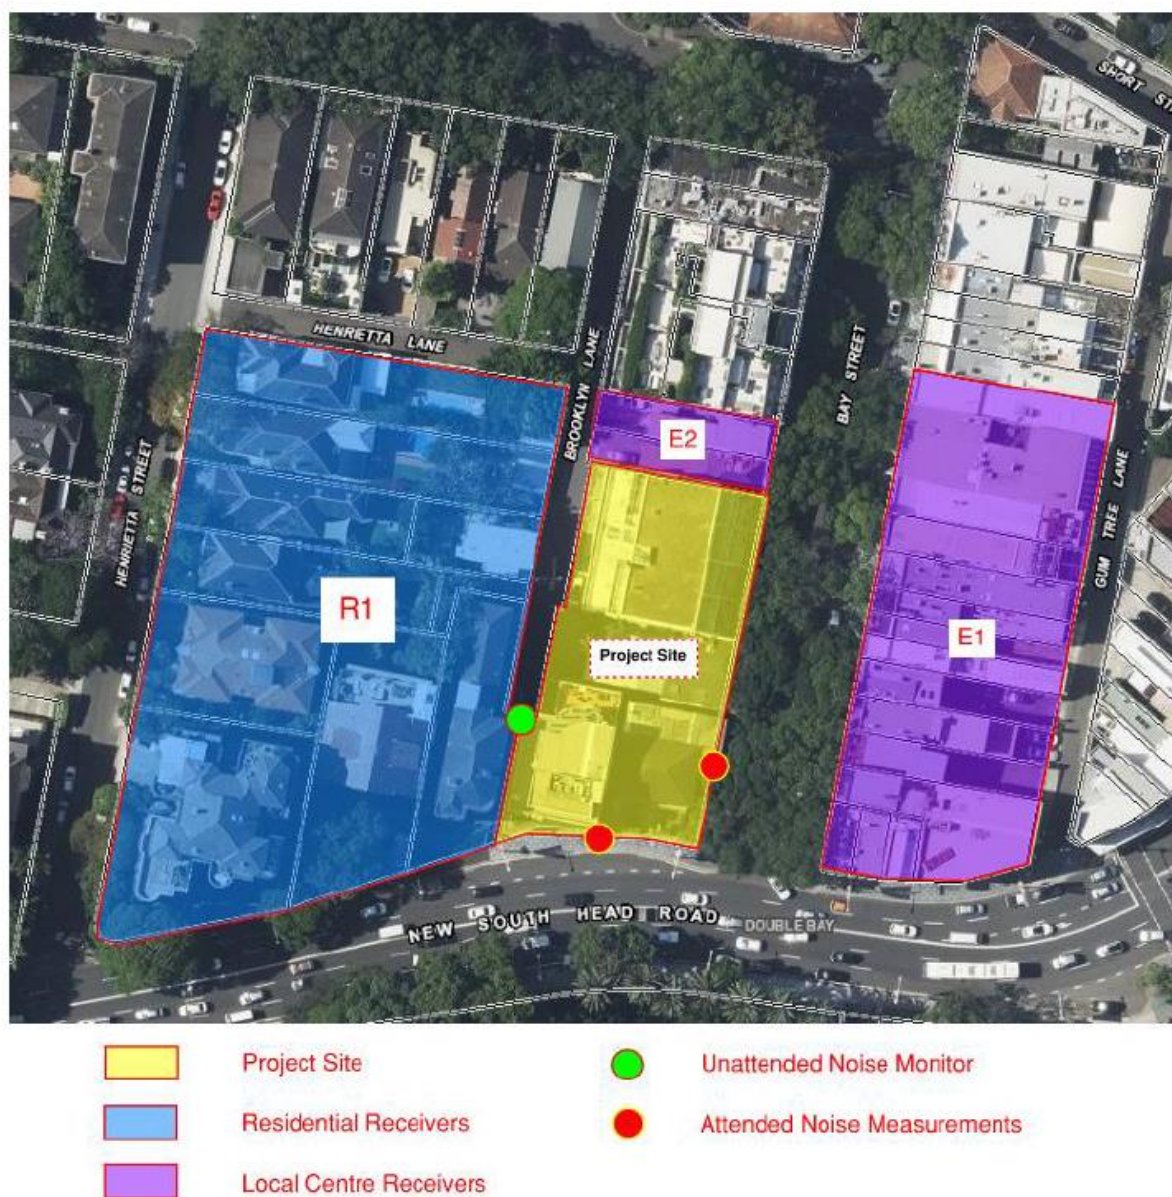 SHORT ST
HENRIETTA LANE
BROOKLYN LANE
BAY STREET
E2
HENRIETTA STREET
GUM TREE LANE
R1
E1
Project Site
NEW SOUTH HEAD ROAD
DOUBLE BAY
Project Site
Unattended Noise Monitor
Residential Receivers
Attended Noise Measurements
Local Centre Receivers